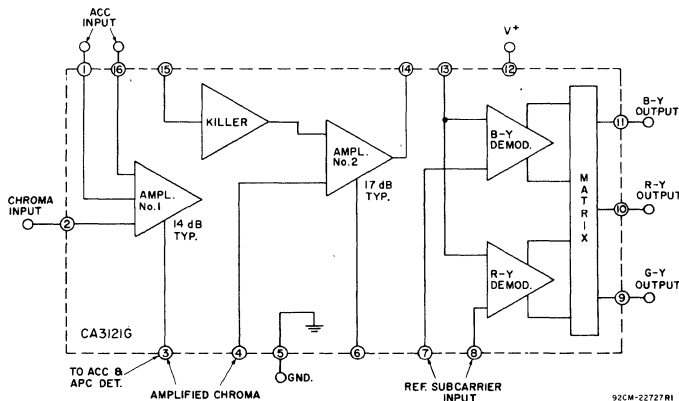 ACC
INPUT
V+
1
16
15
14
13
12
KILLER
B-Y
DEMOD.
11
B-Y
OUTPUT
AMPL.
No.2
17 dB
TYP.
AMPL.
No.1
14 dB
TYP.
CHROMA
INPUT
2
MATRIX
10
R-Y
OUTPUT
R-Y
DEMOD.
9
G-Y
OUTPUT
CA3121G
3
4
5
6
7
8
TO ACC &
APC DET.
AMPLIFIED CHROMA
GND.
REF. SUBCARRIER
INPUT
92CM-22727RI